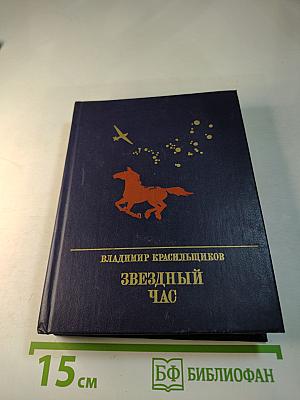 ВЛАДИМИР КРАСИЛЬЩИКОВ
ЗВЕЗДНЫЙ
ЧАС
15 см
БФ БИБЛИОФАН